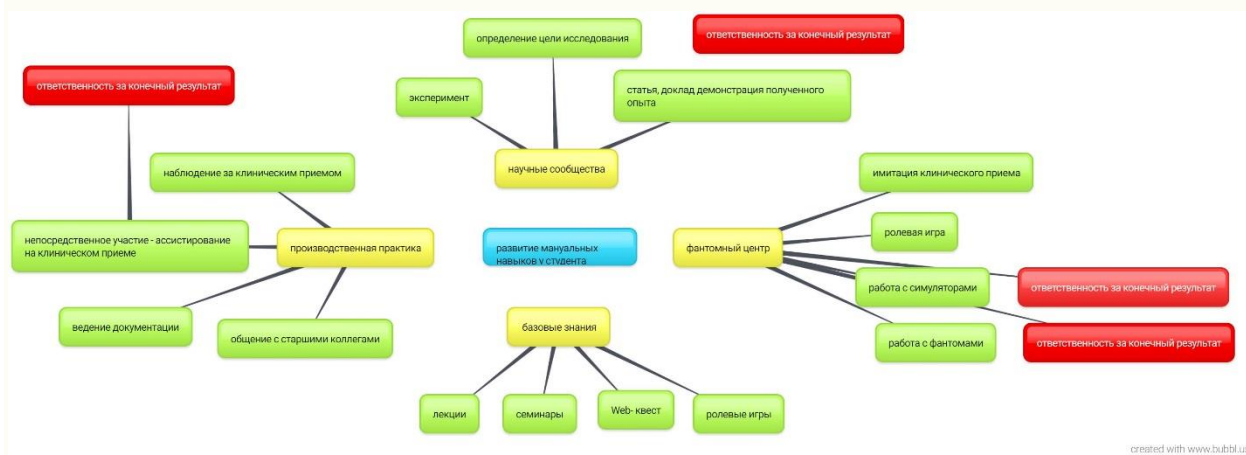 определение цели исследования
ответственность за конечный результат
ответственность за конечный результат
эксперимент
статья, доклад демонстрация полученного
опыта
научные сообщества
наблюдение за клиническим приемом
имитация клинического приема
непосредственное участие - ассистирование
на клиническом приеме
производственная практика
развитие мануальных
навыков у студента
фантомный центр
ролевая игра
работа с симуляторами
ответственность за конечный результат
ведение документации
общение с старшими коллегами
базовые знания
работа с фантомами
ответственность за конечный результат
лекции
семинары
Web- квест
ролевые игры
created with www.bubbl.us